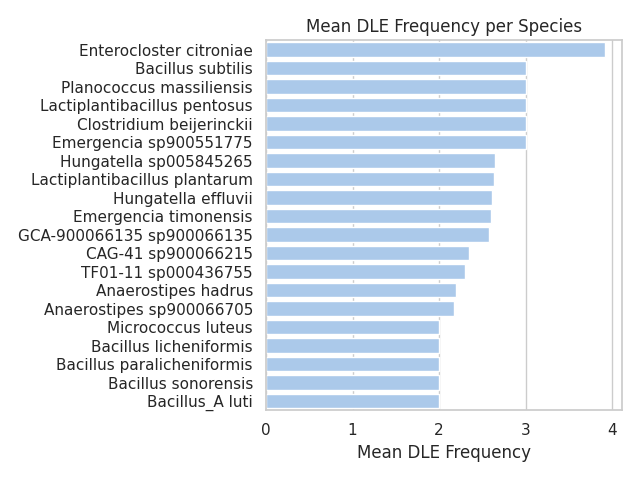 Mean DLE Frequency per Species
Enterocloster citroniae
Bacillus subtilis
Planococcus massiliensis
Lactiplantibacillus pentosus
Clostridium beijerinckii
Emergencia sp900551775
Hungatella sp005845265
Lactiplantibacillus plantarum
Hungatella effluvii
Emergencia timonensis
GCA-900066135 sp900066135
CAG-41 sp900066215
TF01-11 sp000436755
Anaerostipes hadrus
Anaerostipes sp900066705
Micrococcus luteus
Bacillus licheniformis
Bacillus paralicheniformis
Bacillus sonorensis
Bacillus_A luti
0 1 2 3 4
Mean DLE Frequency